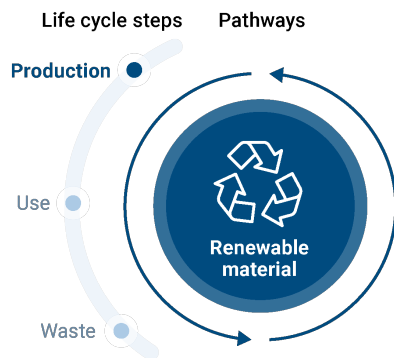 Life cycle steps
Pathways
Production
Use
Waste
Renewable
material